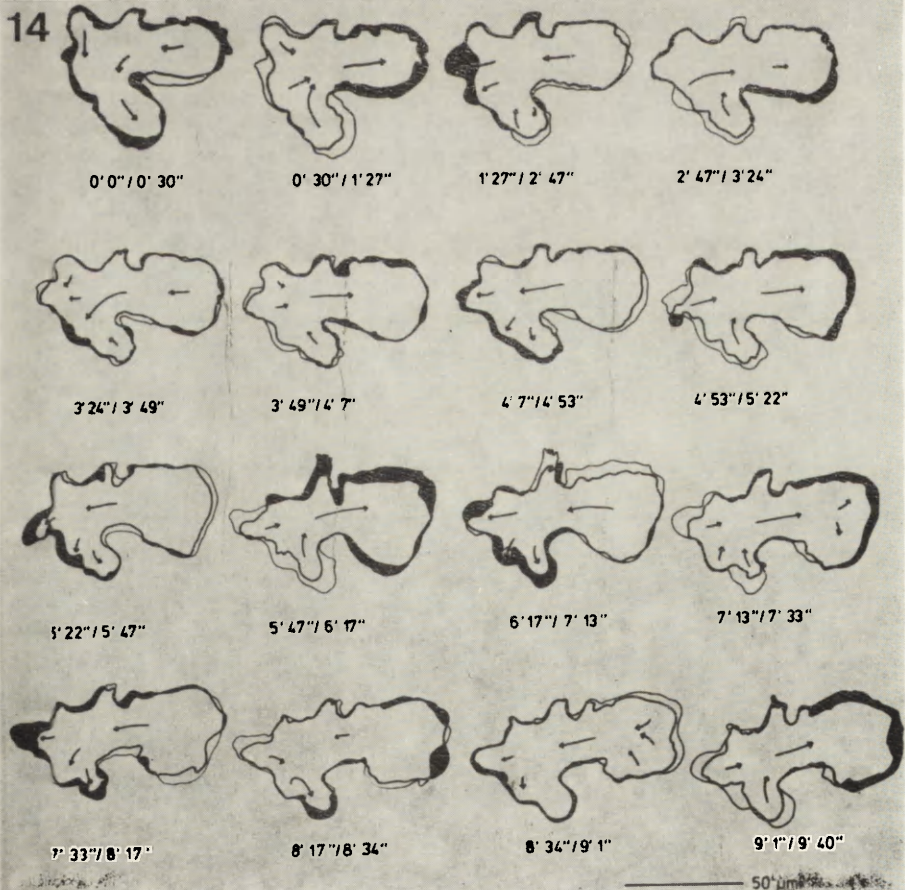 14
0' 0"/0' 30"
0' 30"/1' 27"
1' 27"/2' 47"
2' 47"/3' 24"
3' 24"/3' 49"
3' 49"/4' 7"
4' 7"/4' 53"
4' 53"/5' 22"
5' 22"/5' 47"
5' 47"/6' 17"
6' 17"/7' 13"
7' 13"/7' 33"
7' 33"/8' 17"
8' 17"/8' 34"
8' 34"/9' 1"
9' 1"/9' 40"
50 µm